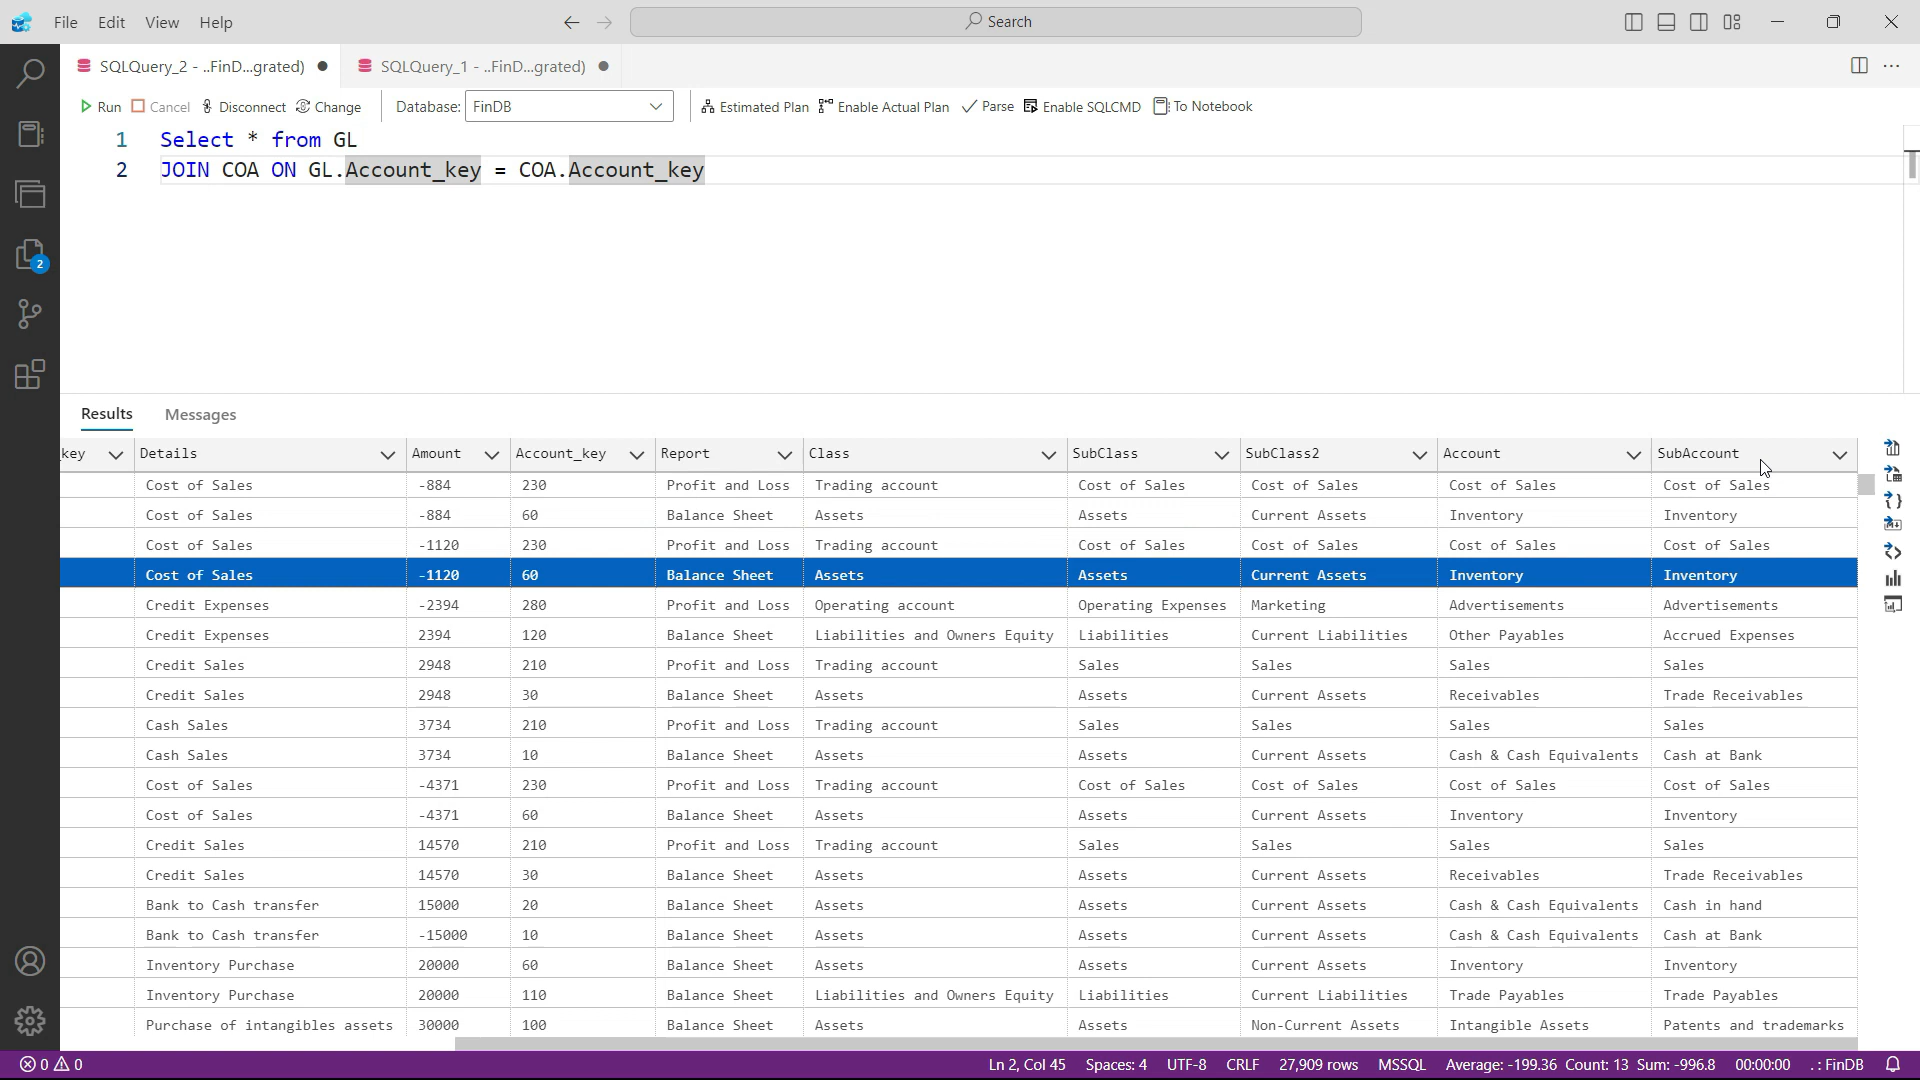 File Edit View Help Search
SQLQuery_2 - ..FinD...grated) SQLQuery_1 - ..FinD...grated)
Run Cancel Disconnect Change Database: FinDB Estimated Plan Enable Actual Plan Parse Enable SQLCMD To Notebook
1 Select * from GL
2 JOIN COA ON GL.Account_key = COA.Account_key
2
Results Messages
key Details Amount Account_key Report Class SubClass SubClass2 Account SubAccount
Cost of Sales -884 230 Profit and Loss Trading account Cost of Sales Cost of Sales Cost of Sales Cost of Sales
Cost of Sales -884 60 Balance Sheet Assets Assets Current Assets Inventory Inventory
Cost of Sales -1120 230 Profit and Loss Trading account Cost of Sales Cost of Sales Cost of Sales Cost of Sales
Cost of Sales -1120 60 Balance Sheet Assets Assets Current Assets Inventory Inventory
Credit Expenses -2394 280 Profit and Loss Operating account Operating Expenses Marketing Advertisements Advertisements
Credit Expenses 2394 120 Balance Sheet Liabilities and Owners Equity Liabilities Current Liabilities Other Payables Accrued Expenses
Credit Sales 2948 210 Profit and Loss Trading account Sales Sales Sales Sales
Credit Sales 2948 30 Balance Sheet Assets Assets Current Assets Receivables Trade Receivables
Cash Sales 3734 210 Profit and Loss Trading account Sales Sales Sales Sales
Cash Sales 3734 10 Balance Sheet Assets Assets Current Assets Cash & Cash Equivalents Cash at Bank
Cost of Sales -4371 230 Profit and Loss Trading account Cost of Sales Cost of Sales Cost of Sales Cost of Sales
Cost of Sales -4371 60 Balance Sheet Assets Assets Current Assets Inventory Inventory
Credit Sales 14570 210 Profit and Loss Trading account Sales Sales Sales Sales
Credit Sales 14570 30 Balance Sheet Assets Assets Current Assets Receivables Trade Receivables
Bank to Cash transfer 15000 20 Balance Sheet Assets Assets Current Assets Cash & Cash Equivalents Cash in hand
Bank to Cash transfer -15000 10 Balance Sheet Assets Assets Current Assets Cash & Cash Equivalents Cash at Bank
Inventory Purchase 20000 60 Balance Sheet Assets Assets Current Assets Inventory Inventory
Inventory Purchase 20000 110 Balance Sheet Liabilities and Owners Equity Liabilities Current Liabilities Trade Payables Trade Payables
Purchase of intangibles assets 30000 100 Balance Sheet Assets Assets Non-Current Assets Intangible Assets Patents and trademarks
0 0 Ln 2, Col 45 Spaces: 4 UTF-8 CRLF 27,909 rows MSSQL Average: -199.36 Count: 13 Sum: -996.8 00:00:00 . : FinDB